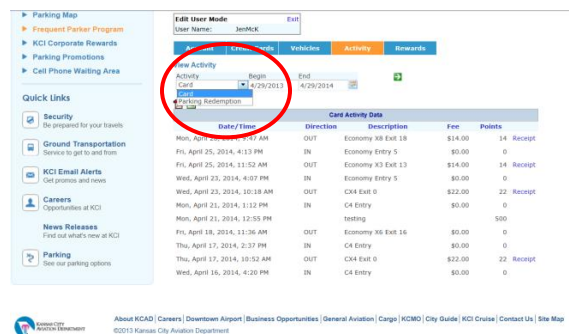 Parking Map
Frequent Parker Program
KCI Corporate Rewards
Parking Promotions
Cell Phone Waiting Area
Quick Links
Security
Be prepared for your travels
Ground Transportation
Service to get to and from
KCI Email Alerts
Get promos and news
Careers
Opportunities at KCI
News Releases
Find out what's new at KCI
Parking
See our parking options
Edit User Mode Exit
User Name: JenMcK
Account Credit Cards Vehicles Activity Rewards
View Activity
Activity Begin End
Card 4/29/2013 4/29/2014
Card
Parking Redemption
Card Activity Data
Date/Time Direction Description Fee Points
Mon, April 2014, 9:47 AM OUT Economy X8 Exit 18 $14.00 14 Receipt
Fri, April 25, 2014, 4:13 PM IN Economy Entry 5 $0.00 0
Fri, April 25, 2014, 11:52 AM OUT Economy X3 Exit 13 $14.00 14 Receipt
Wed, April 23, 2014, 4:07 PM IN Economy Entry 5 $0.00 0
Wed, April 23, 2014, 10:18 AM OUT CX4 Exit 0 $22.00 22 Receipt
Mon, April 21, 2014, 1:12 PM IN C4 Entry $0.00 0
Mon, April 21, 2014, 12:55 PM testing 500
Fri, April 18, 2014, 11:36 AM OUT Economy X6 Exit 16 $0.00 0
Thu, April 17, 2014, 2:37 PM IN C4 Entry $0.00 0
Thu, April 17, 2014, 10:52 AM OUT CX4 Exit 0 $22.00 22 Receipt
Wed, April 16, 2014, 4:20 PM IN C4 Entry $0.00 0
KANSAS CITY
AVIATION DEPARTMENT
About KCAD | Careers | Downtown Airport | Business Opportunities | General Aviation | Cargo | KCMO | City Guide | KCI Cruise | Contact Us | Site Map
©2013 Kansas City Aviation Department